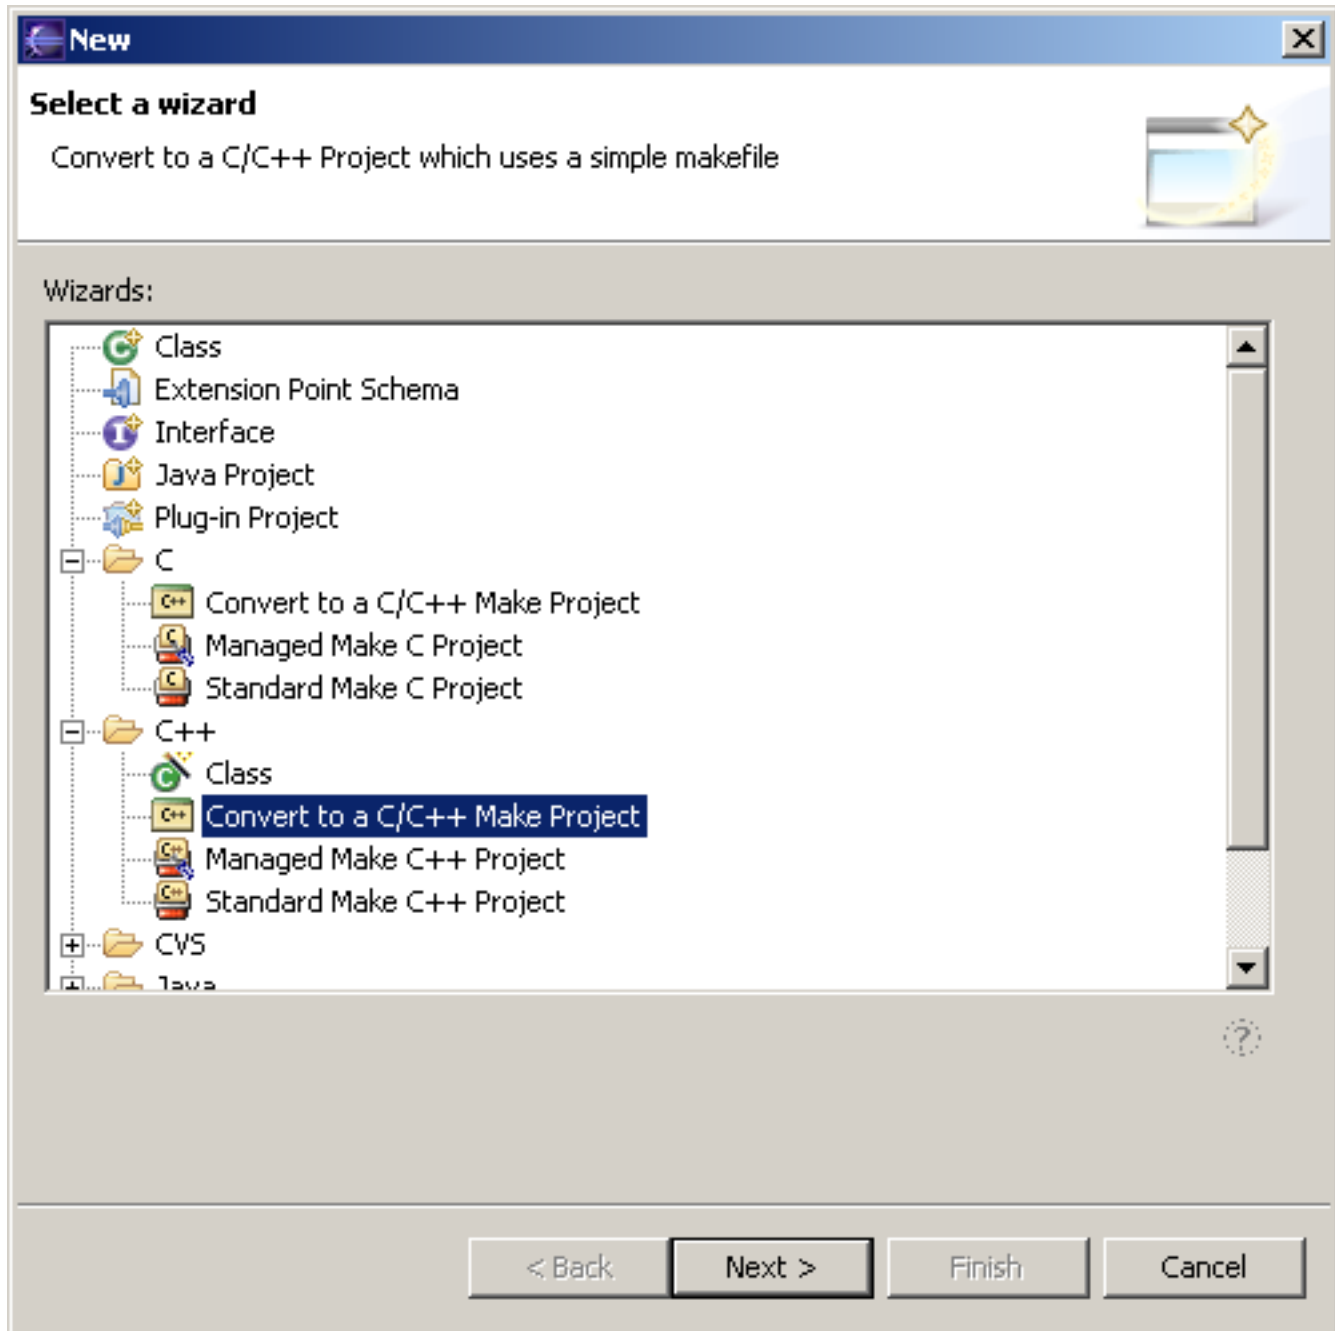 New
Select a wizard
Convert to a C/C++ Project which uses a simple makefile
Wizards:
Class
Extension Point Schema
Interface
Java Project
Plug-in Project
C
Convert to a C/C++ Make Project
Managed Make C Project
Standard Make C Project
C++
Class
Convert to a C/C++ Make Project
Managed Make C++ Project
Standard Make C++ Project
CVS
Java
< Back Next > Finish Cancel